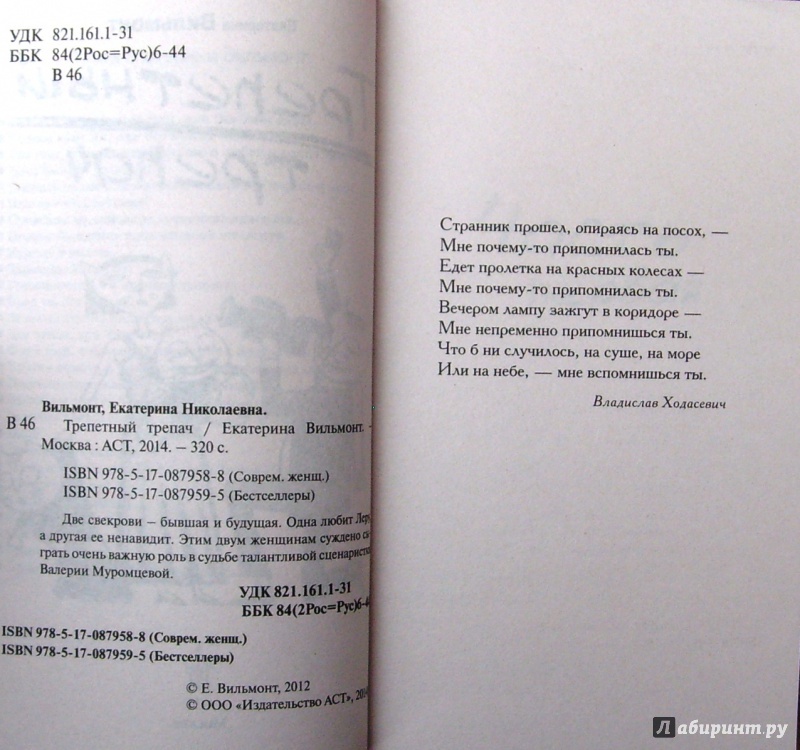 УДК 821.161.1-31
ББК 84(2Рос=Рус)6-44
В 46
Вильмонт, Екатерина Николаевна.
В 46 Трепетный трепач / Екатерина Вильмонт. –
Москва : АСТ, 2014. – 320 с.
ISBN 978-5-17-087958-8 (Соврем. женщ.)
ISBN 978-5-17-087959-5 (Бестселлеры)
Две свекрови – бывшая и будущая. Одна любит
а другая ее ненавидит. Этим двум женщинам суждено
грать очень важную роль в судьбе талантливой
Валерии Муромцевой.
УДК 821.161.1-31
ББК 84(2Рос=Рус)6-44
ISBN 978-5-17-087958-8 (Соврем. женщ.)
ISBN 978-5-17-087959-5 (Бестселлеры)
© Е. Вильмонт, 2012
© ООО «Издательство АСТ»,
Странник прошел, опираясь на посох, —
Мне почему-то припомнилась ты.
Едет пролетка на красных колесах —
Мне почему-то припомнилась ты.
Вечером лампу зажгут в коридоре —
Мне непременно припомнишься ты.
Что б ни случилось, на суше, на море
Или на небе, — мне вспомнишься ты.
Владислав Ходасевич
Лабиринт.ру